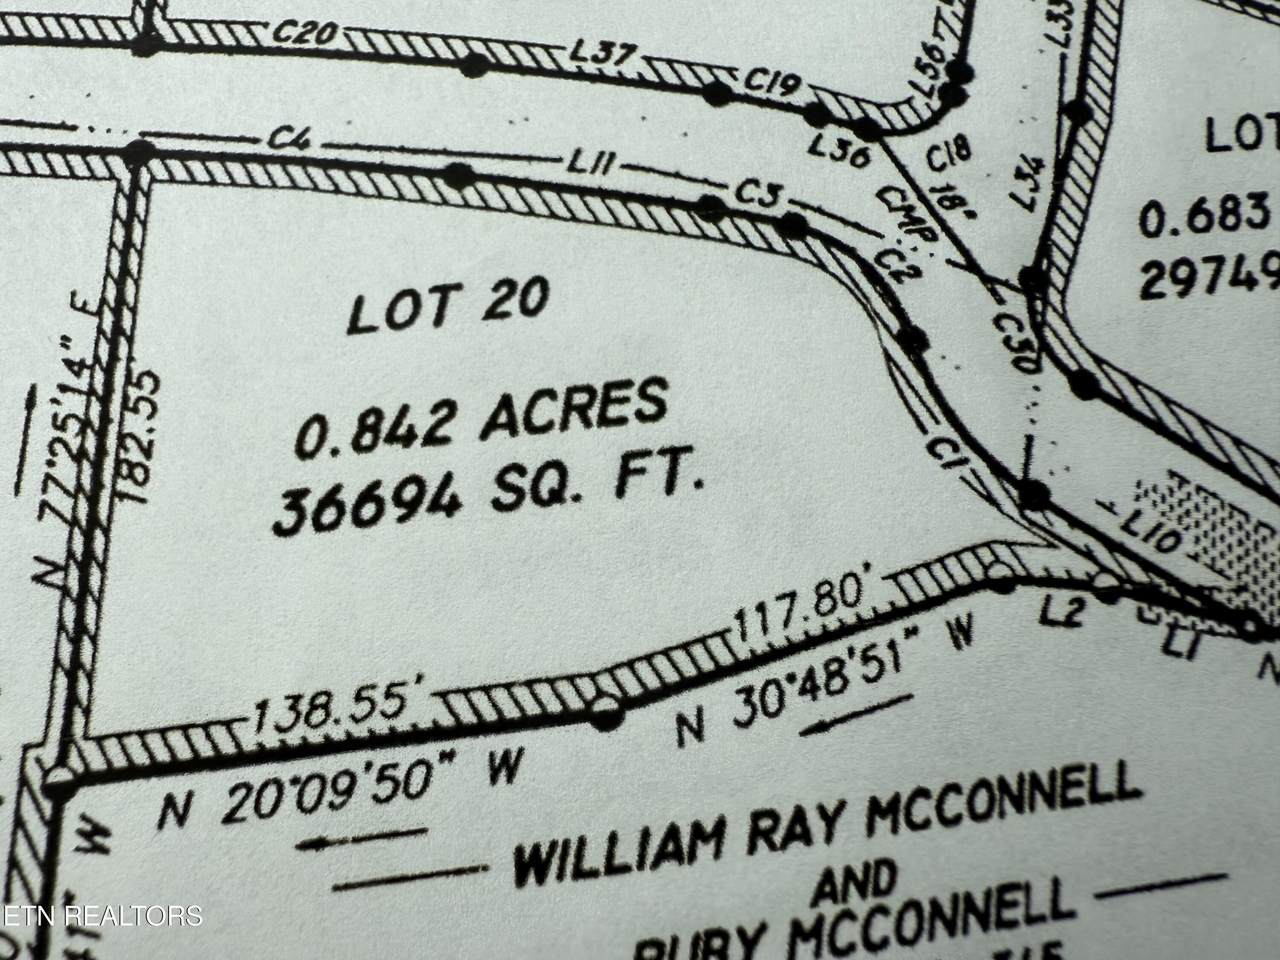 C20
L37
C19
L56
L33
L36
C18
18"
CMP.
L34
C4
L11
C3
C2
C30
LOT
0.683
29749
LOT 20
0.842 ACRES
36694 SQ. FT.
N 77°25'14" E
182.55'
C1
L10
L2
L1
N
117.80'
N 30°48'51" W
138.55'
N 20°09'50" W
WILLIAM RAY MCCONNELL
AND
RUBY MCCONNELL
W
41"
ETN REALTORS